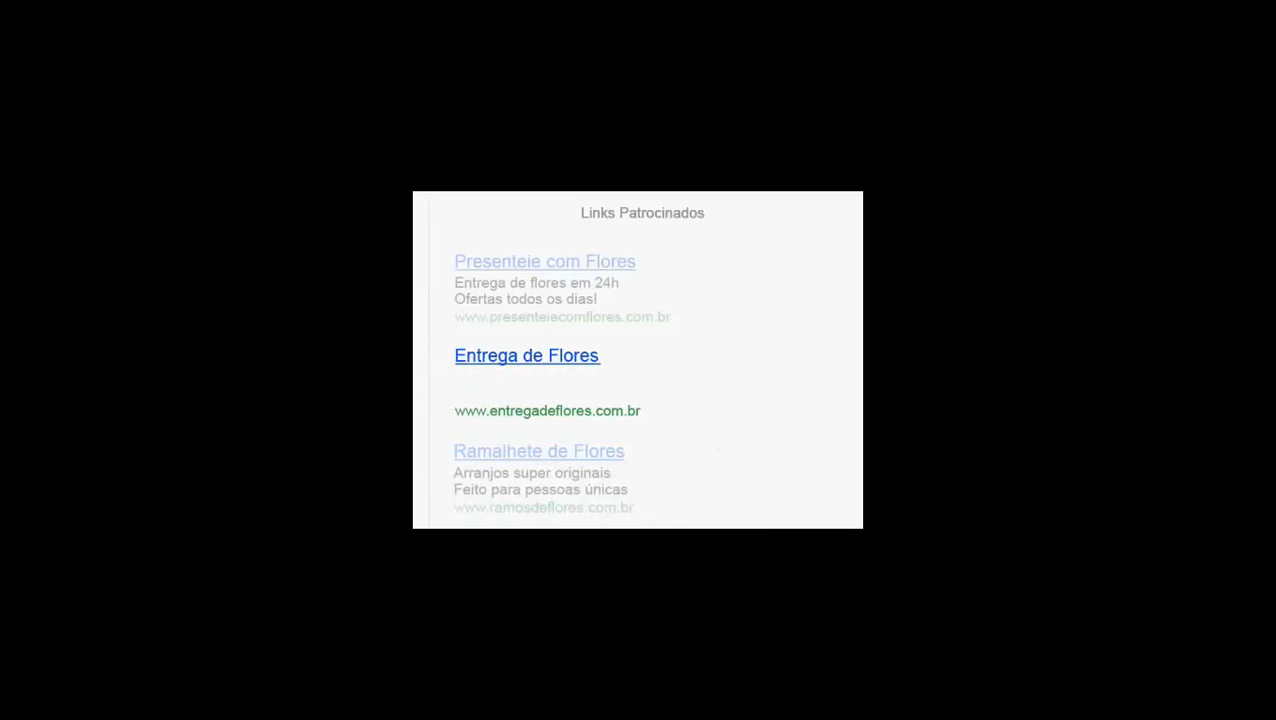 Links Patrocinados
Presenteie com Flores
Entrega de flores em 24h
Ofertas todos os dias!
www.presenteiecomflores.com.br
Entrega de Flores
www.entregadeflores.com.br
Ramalhete de Flores
Arranjos super originais
Feito para pessoas únicas
www.ramosdeflores.com.br